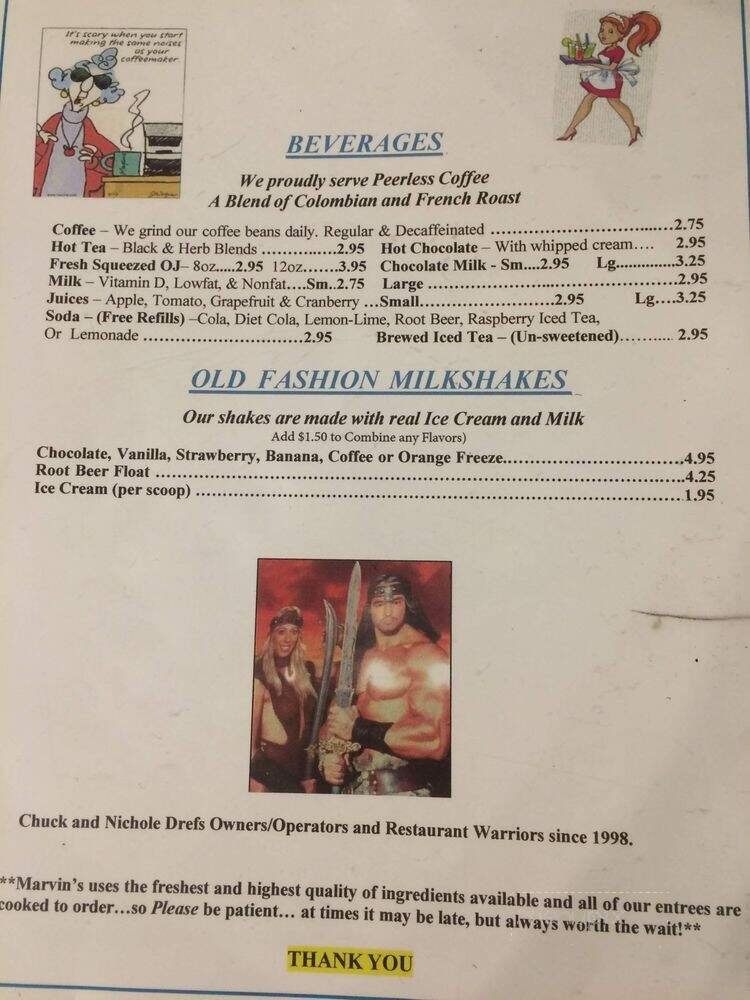 It's scary when you start
making the same noises
as your
coffeemaker.
BEVERAGES
We proudly serve Peerless Coffee
A Blend of Colombian and French Roast
Coffee – We grind our coffee beans daily. Regular & Decaffeinated ....................................2.75
Hot Tea – Black & Herb Blends ..............2.95 Hot Chocolate – With whipped cream.... 2.95
Fresh Squeezed OJ– 8oz.....2.95 12oz.......3.95 Chocolate Milk - Sm....2.95 Lg..............3.25
Milk – Vitamin D, Lowfat, & Nonfat....Sm..2.75 Large ..............................................2.95
Juices – Apple, Tomato, Grapefruit & Cranberry ...Small.......................2.95 Lg....3.25
Soda – (Free Refills) –Cola, Diet Cola, Lemon-Lime, Root Beer, Raspberry Iced Tea,
Or Lemonade ...........................2.95 Brewed Iced Tea – (Un-sweetened)........... 2.95
OLD FASHION MILKSHAKES
Our shakes are made with real Ice Cream and Milk
Add $1.50 to Combine any Flavors)
Chocolate, Vanilla, Strawberry, Banana, Coffee or Orange Freeze..............................4.95
Root Beer Float ..........................................................................................4.25
Ice Cream (per scoop) ..................................................................................1.95
Chuck and Nichole Drefs Owners/Operators and Restaurant Warriors since 1998.
**Marvin's uses the freshest and highest quality of ingredients available and all of our entrees are
cooked to order...so Please be patient... at times it may be late, but always worth the wait!**
THANK YOU